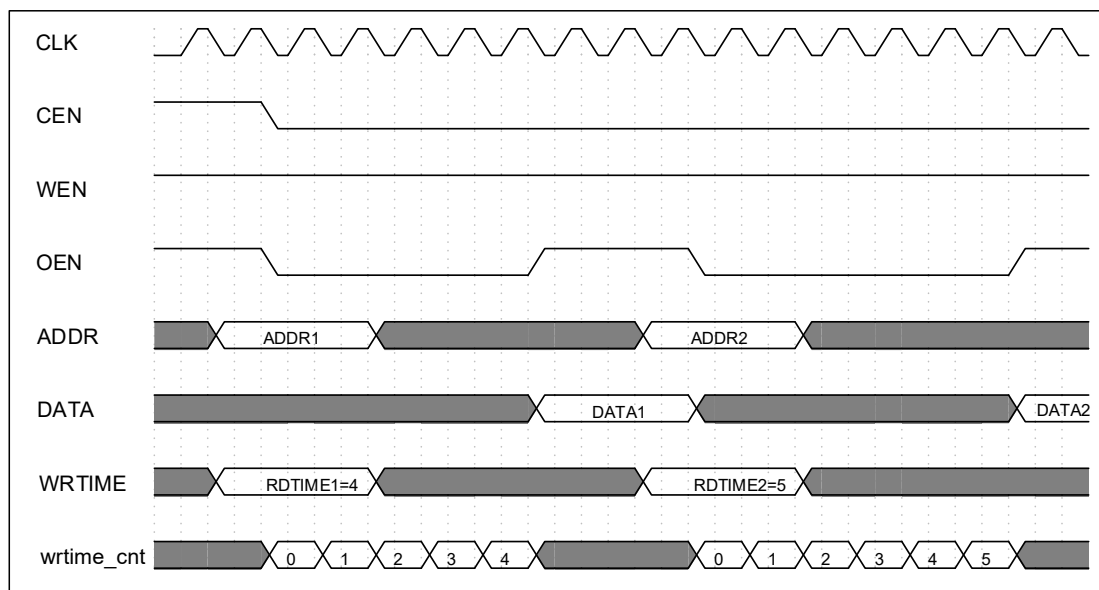 CLK
CEN
WEN
OEN
ADDR ADDR1 ADDR2
DATA DATA1 DATA2
WRTIME RDTIME1=4 RDTIME2=5
wrtime_cnt 0 1 2 3 4 0 1 2 3 4 5